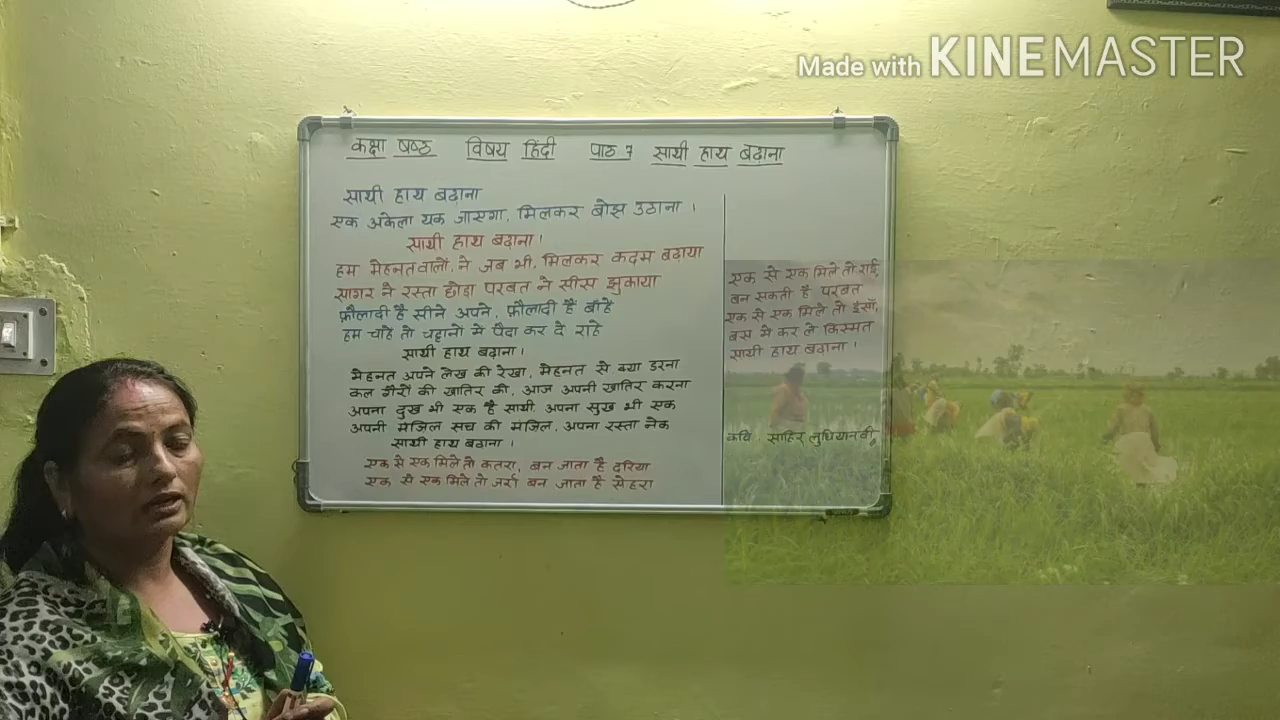 Made with KINEMASTER
कक्षा षष्ठ विषय हिंदी पाठ 7 साथी हाथ बढ़ाना
साथी हाथ बढ़ाना
एक अकेला थक जाएगा, मिलकर बोझ उठाना ।
साथी हाथ बढ़ाना ।
हम मेहनतवालों ने जब भी, मिलकर कदम बढ़ाया
सागर ने रस्ता छोड़ा परबत ने सीस झुकाया
फ़ौलादी है सीने अपने, फ़ौलादी हैं बाँहें
हम चाहें तो चट्टानों में पैदा कर दे राहें
साथी हाथ बढ़ाना ।
मेहनत अपने लेख की रेखा, मेहनत से क्या डरना
कल गैरों की खातिर की, आज अपनी खातिर करना
अपना दुख भी एक है साथी अपना सुख भी एक
अपनी मंजिल सच की मंजिल, अपना रस्ता नेक
साथी हाथ बढ़ाना ।
एक से एक मिले तो कतरा, बन जाता है दरिया
एक से एक मिले तो जर्रा बन जाता है सेहरा
एक से एक मिले तो राई,
बन सकती है परबत
एक से एक मिले तो इंसाँ,
बस में कर ले किस्मत
साथी हाथ बढ़ाना ।
कवि साहिर लुधियानवी